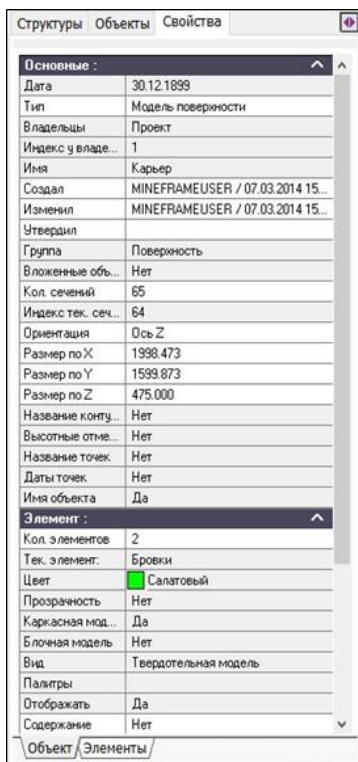 Структуры Объекты Свойства
Основные :
Дата 30.12.1899
Тип Модель поверхности
Владельцы Проект
Индекс у владе... 1
Имя Карьер
Создал MINEFRAMEUSER / 07.03.2014 15...
Изменил MINEFRAMEUSER / 07.03.2014 15...
Утвердил
Группа Поверхность
Вложенные объ... Нет
Кол. сечений 65
Индекс тек. сеч... 64
Ориентация Ось Z
Размер по X 1998.473
Размер по Y 1599.873
Размер по Z 475.000
Название конту... Нет
Высотные отме... Нет
Название точек Нет
Даты точек Нет
Имя объекта Да
Элемент :
Кол. элементов 2
Тек. элемент: Бровки
Цвет Салатовый
Прозрачность Нет
Каркасная мод... Да
Блочная модель Нет
Вид Твердотельная модель
Палитры
Отображать Да
Содержание Нет
Объект Элементы